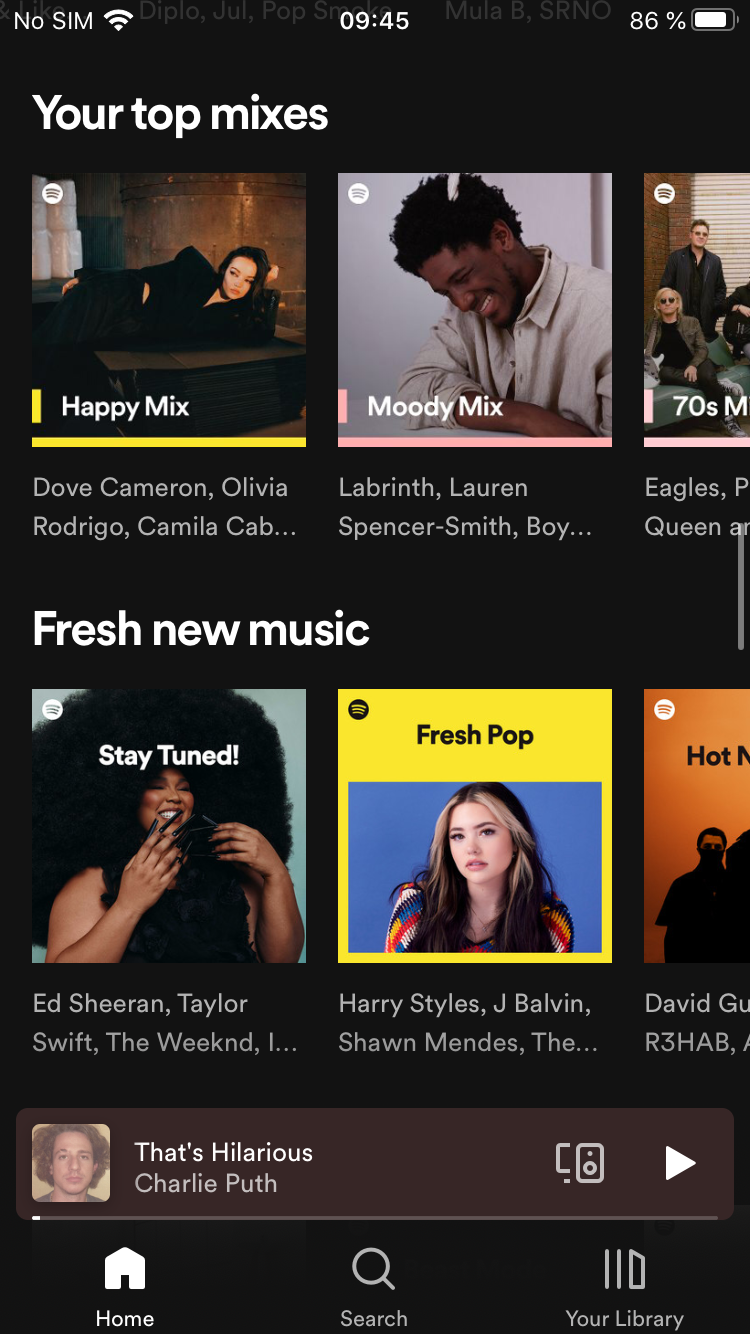 & Like
Diplo, Jul, Pop Smoke
Mula B, SRNO
No SIM
09:45
86 %
Your top mixes
Happy Mix
Moody Mix
70s M
Dove Cameron, Olivia
Rodrigo, Camila Cab...
Labrinth, Lauren
Spencer-Smith, Boy...
Eagles, P
Queen ar
Fresh new music
Stay Tuned!
Fresh Pop
Hot N
Ed Sheeran, Taylor
Swift, The Weeknd, I...
Harry Styles, J Balvin,
Shawn Mendes, The...
David Gu
R3HAB, A
That's Hilarious
Charlie Puth
Home
Search
Your Library